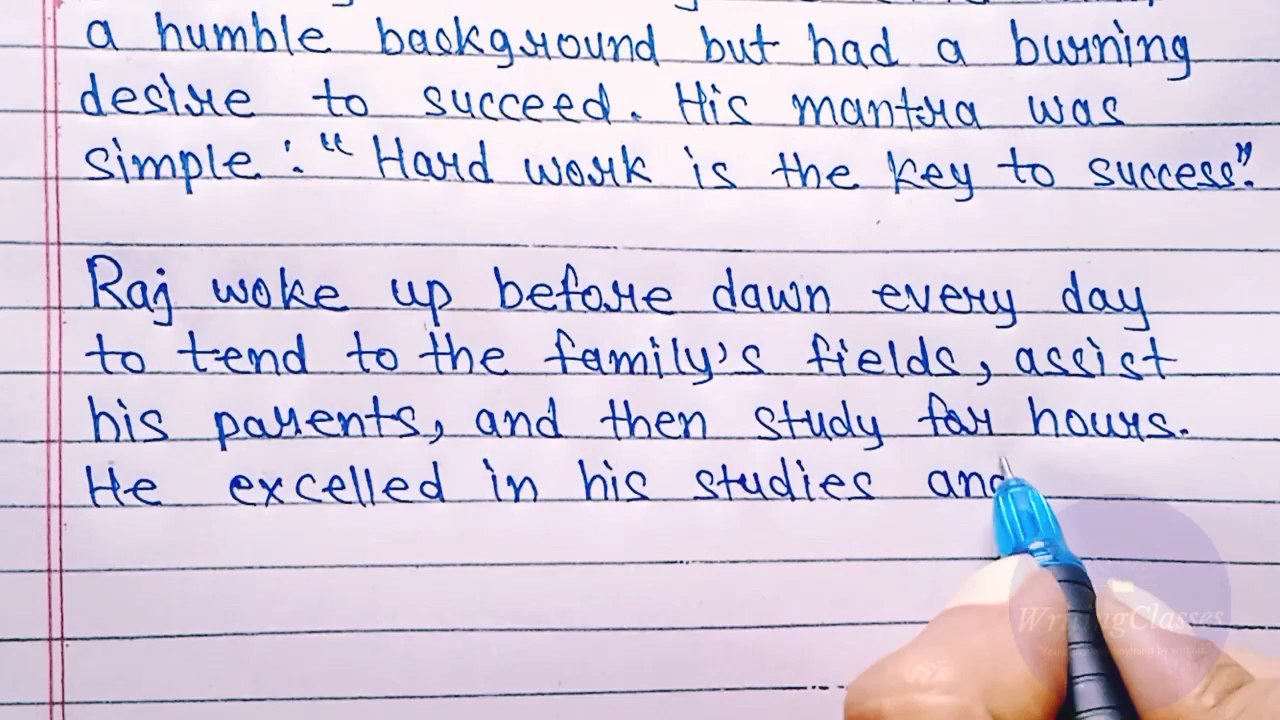 a humble background but had a burning
desire to succeed. His mantra was
simple : “Hard work is the key to success”.
Raj woke up before dawn every day
to tend to the family's fields, assist
his parents, and then study for hours.
He excelled in his studies and
WritingClasses